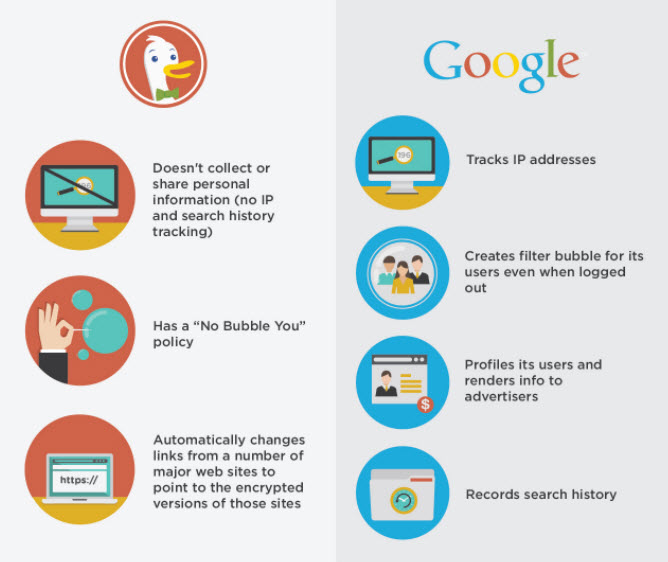 Doesn't collect or
share personal
information (no IP
and search history
tracking)
Has a “No Bubble You”
policy
Automatically changes
links from a number of
major web sites to
point to the encrypted
versions of those sites
https://
Google
196
Tracks IP addresses
Creates filter bubble for its
users even when logged
out
Profiles its users and
renders info to
advertisers
$
Records search history